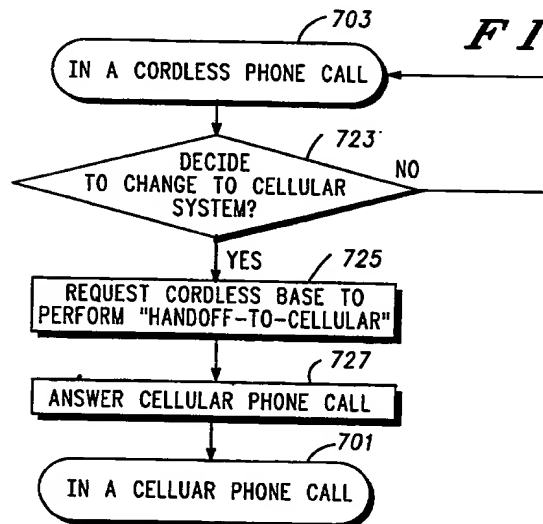 703
F I
IN A CORDLESS PHONE CALL
723
DECIDE
TO CHANGE TO CELLULAR
SYSTEM?
NO
YES
725
REQUEST CORDLESS BASE TO
PERFORM "HANDOFF-TO-CELLULAR"
727
ANSWER CELLULAR PHONE CALL
701
IN A CELLUAR PHONE CALL